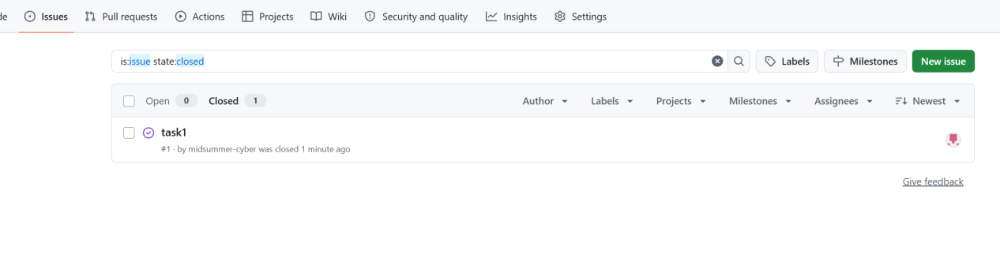 de Issues Pull requests Actions Projects Wiki Security and quality Insights Settings
is:issue state:closed Labels Milestones New issue
Open 0 Closed 1 Author Labels Projects Milestones Assignees Newest
task1
#1 · by midsummer-cyber was closed 1 minute ago
Give feedback